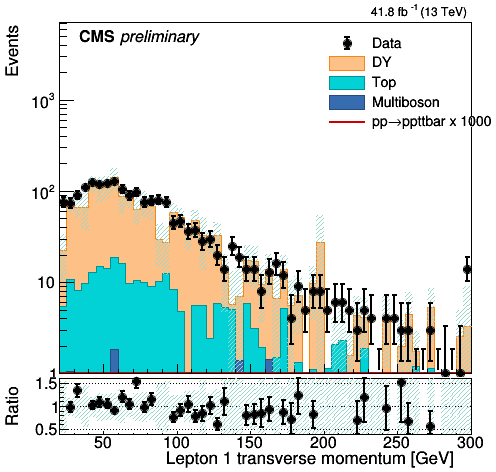 41.8 fb⁻¹ (13 TeV)
CMS preliminary
Events
Data
DY
Top
Multiboson
pp→ppttbar x 1000
10³
10²
10
1
Ratio
1.5
1
0.5
50 100 150 200 250 300
Lepton 1 transverse momentum [GeV]